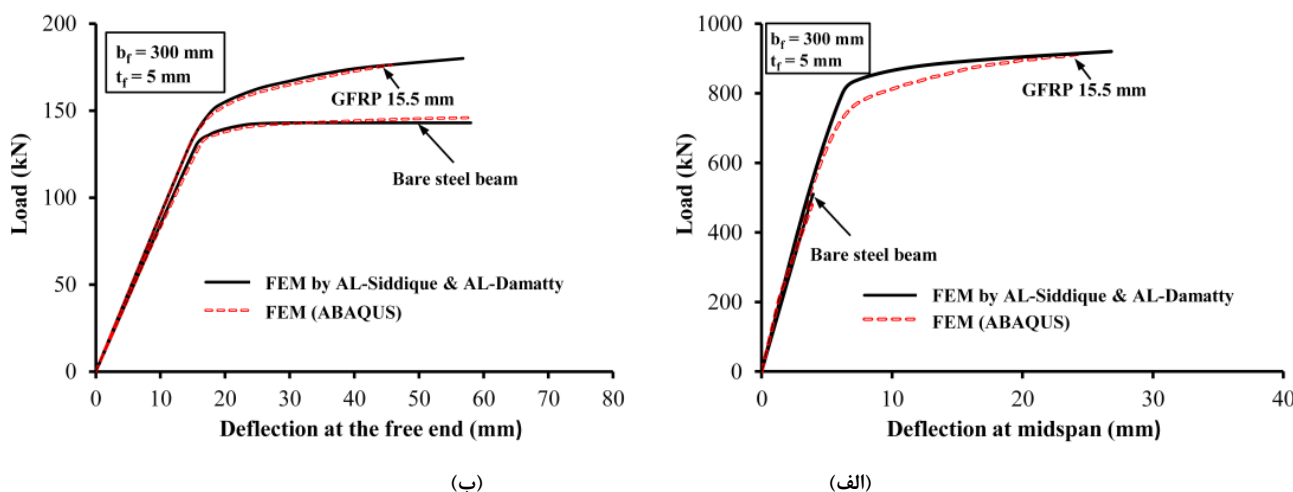 200
150
100
50
0
Load (kN)
b_f = 300 mm
t_f = 5 mm
GFRP 15.5 mm
Bare steel beam
FEM by AL-Siddique & AL-Damatty
FEM (ABAQUS)
0 10 20 30 40 50 60 70 80
Deflection at the free end (mm)
(ب)
1000
800
600
400
200
0
Load (kN)
b_f = 300 mm
t_f = 5 mm
GFRP 15.5 mm
Bare steel beam
FEM by AL-Siddique & AL-Damatty
FEM (ABAQUS)
0 10 20 30 40
Deflection at midspan (mm)
(الف)